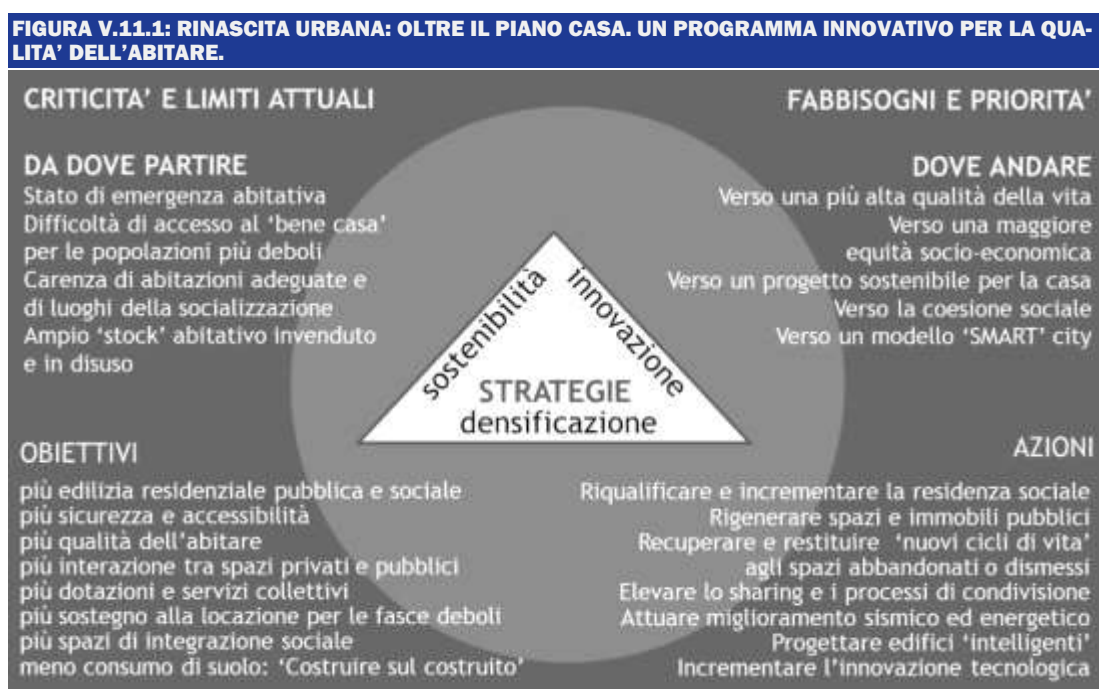 FIGURA V.11.1: RINASCITA URBANA: OLTRE IL PIANO CASA. UN PROGRAMMA INNOVATIVO PER LA QUA-
LITA' DELL'ABITARE.
CRITICITA' E LIMITI ATTUALI
DA DOVE PARTIRE
Stato di emergenza abitativa
Difficoltà di accesso al 'bene casa'
per le popolazioni più deboli
Carenza di abitazioni adeguate e
di luoghi della socializzazione
Ampio 'stock' abitativo invenduto
e in disuso
FABBISOGNI E PRIORITA'
DOVE ANDARE
Verso una più alta qualità della vita
Verso una maggiore
equità socio-economica
Verso un progetto sostenibile per la casa
Verso la coesione sociale
Verso un modello 'SMART' city
sostenibilità
innovazione
STRATEGIE
densificazione
OBIETTIVI
più edilizia residenziale pubblica e sociale
più sicurezza e accessibilità
più qualità dell'abitare
più interazione tra spazi privati e pubblici
più dotazioni e servizi collettivi
più sostegno alla locazione per le fasce deboli
più spazi di integrazione sociale
meno consumo di suolo: 'Costruire sul costruito'
AZIONI
Riqualificare e incrementare la residenza sociale
Rigenerare spazi e immobili pubblici
Recuperare e restituire 'nuovi cicli di vita'
agli spazi abbandonati o dismessi
Elevare lo sharing e i processi di condivisione
Attuare miglioramento sismico ed energetico
Progettare edifici 'intelligenti'
Incrementare l'innovazione tecnologica